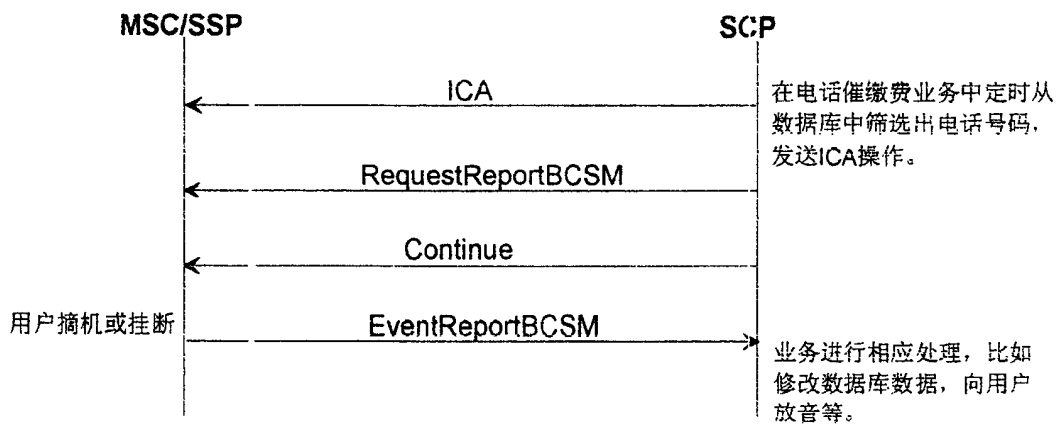 MSC/SSP
SCP
ICA
在电话催缴费业务中定时从
数据库中筛选出电话号码，
发送ICA操作。
RequestReportBCSM
Continue
用户摘机或挂断
EventReportBCSM
业务进行相应处理，比如
修改数据库数据，向用户
放音等。